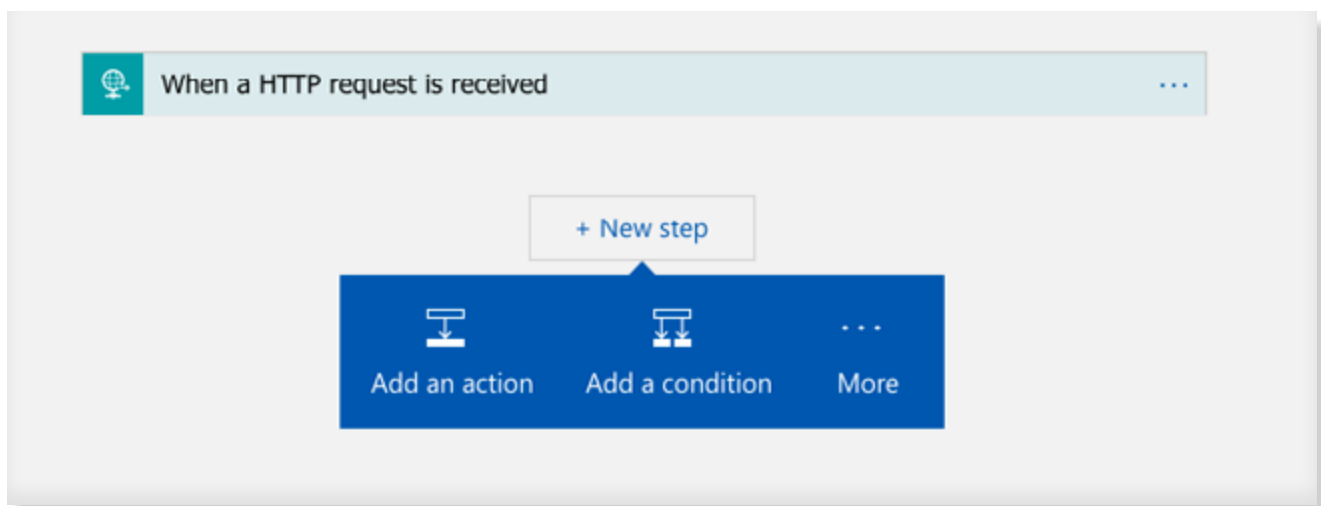 When a HTTP request is received
...
+ New step
...
Add an action Add a condition More